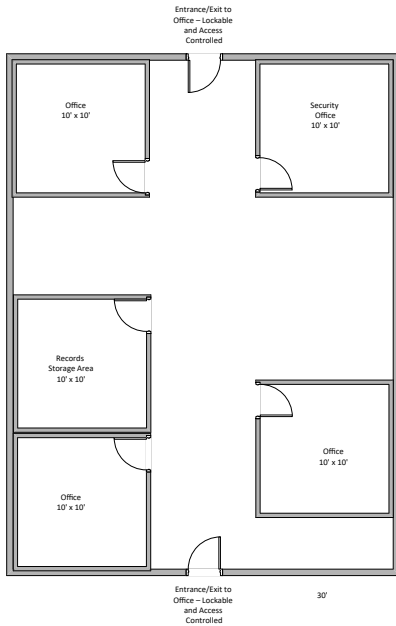 Entrance/Exit to
Office – Lockable
and Access
Controlled
Office
10' x 10'
Security
Office
10' x 10'
Records
Storage Area
10' x 10'
Office
10' x 10'
Office
10' x 10'
Entrance/Exit to
Office – Lockable
and Access
Controlled
30'